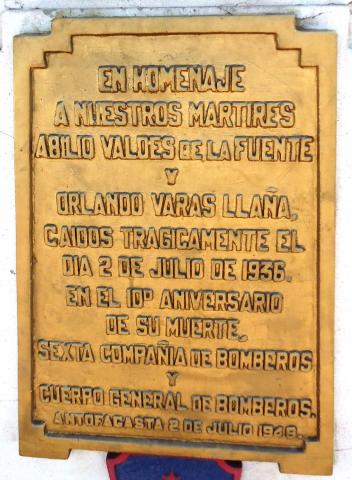 EN HOMENAJE
A NUESTROS MARTIRES
ABILIO VALDES DE LA FUENTE
Y
ORLANDO VARAS LLAÑA,
CAIDOS TRAGICAMENTE EL
DIA 2 DE JULIO DE 1936.
EN EL 10º ANIVERSARIO
DE SU MUERTE,
SEXTA COMPAÑIA DE BOMBEROS
Y
CUERPO GENERAL DE BOMBEROS.
ANTOFAGASTA 2 DE JULIO 1946.